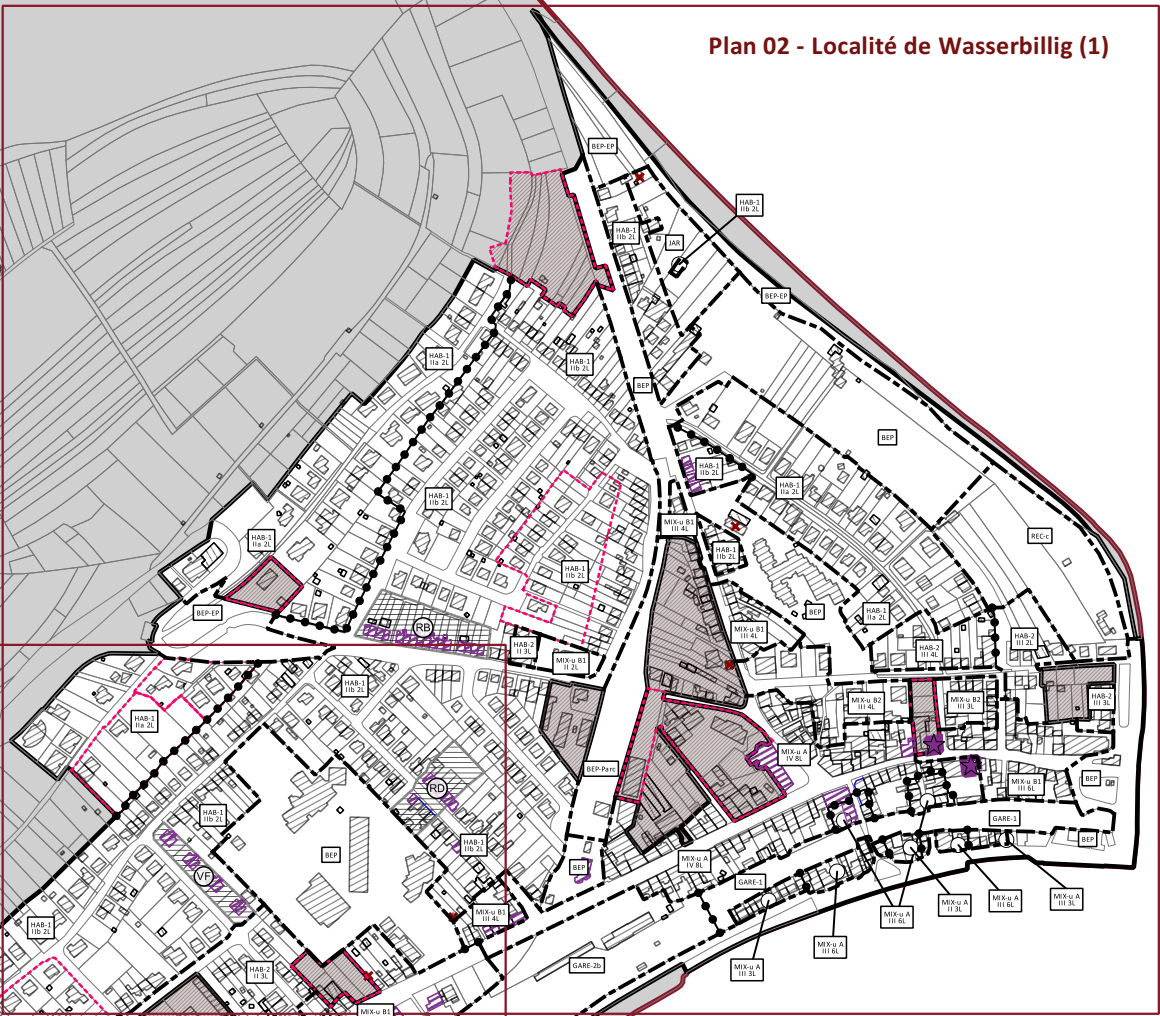 Plan 02 - Localité de Wasserbillig (1)
BEP-EP
HAB-1
IIb 2L
HAB-1
IIb 2L
JAR
BEP-EP
HAB-1
IIa 2L
HAB-1
IIb 2L
BEP
BEP
HAB-1
IIb 2L
HAB-1
IIa 2L
HAB-1
IIb 2L
MIX-u B1
III 4L
REC-c
HAB-1
IIa 2L
HAB-1
IIb 2L
HAB-1
IIb 2L
BEP-EP
RB
BEP
HAB-1
IIa 2L
MIX-u B1
III 4L
HAB-2
II 3L
HAB-2
III 4L
HAB-2
III 2L
MIX-u B1
II 2L
HAB-1
IIb 2L
HAB-1
IIa 2L
MIX-u B2
III 4L
MIX-u B2
III 3L
HAB-2
III 3L
MIX-u A
IV 8L
BEP-Parc
RD
MIX-u B1
III 6L
BEP
HAB-1
IIb 2L
GARE-1
HAB-1
IIb 2L
BEP
BEP
BEP
MIX-u A
IV 8L
VF
GARE-1
MIX-u A
III 3L
MIX-u A
III 6L
MIX-u A
II 3L
MIX-u A
III 6L
MIX-u B1
III 4L
HAB-1
IIb 2L
MIX-u A
III 6L
GARE-2b
MIX-u A
III 3L
HAB-2
II 3L
MIX-u B1